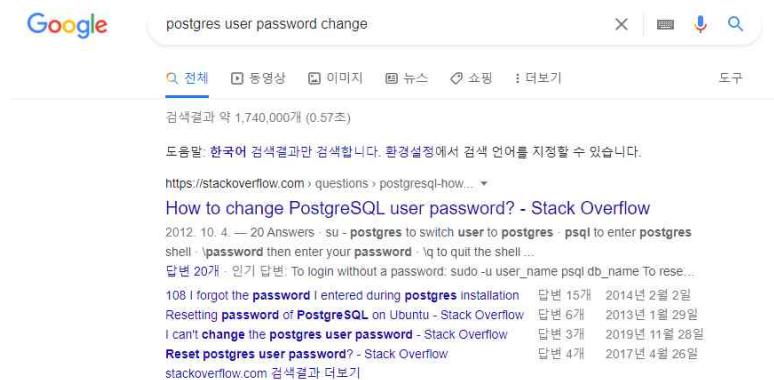 Google
postgres user password change
전체 동영상 이미지 뉴스 쇼핑 더보기 도구
검색결과 약 1,740,000개 (0.57초)
도움말: 한국어 검색결과만 검색합니다. 환경설정에서 검색 언어를 지정할 수 있습니다.
https://stackoverflow.com › questions › postgresql-how...
How to change PostgreSQL user password? - Stack Overflow
2012. 10. 4. — 20 Answers · su - postgres to switch user to postgres · psql to enter postgres
shell · \password then enter your password · \q to quit the shell ...
답변 20개 · 인기 답변: To login without a password: sudo -u user_name psql db_name To rese...
108 I forgot the password I entered during postgres installation 답변 15개 2014년 2월 2일
Resetting password of PostgreSQL on Ubuntu - Stack Overflow 답변 6개 2013년 1월 29일
I can't change the postgres user password - Stack Overflow 답변 3개 2019년 11월 28일
Reset postgres user password? - Stack Overflow 답변 4개 2017년 4월 26일
stackoverflow.com 검색결과 더보기